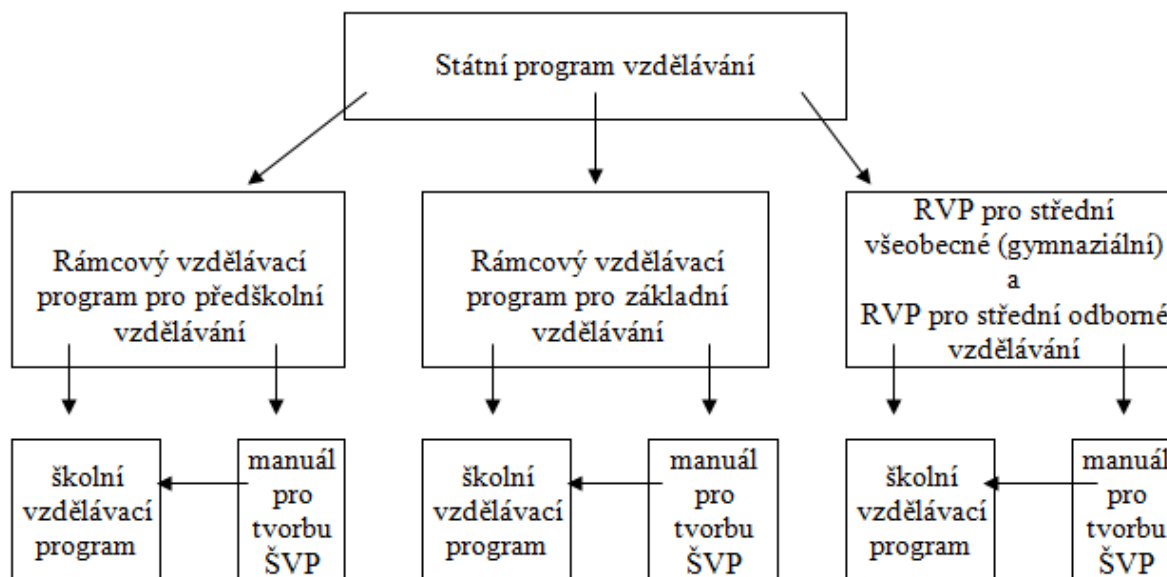 Státní program vzdělávání
Rámcový vzdělávací
program pro předškolní
vzdělávání
Rámcový vzdělávací
program pro základní
vzdělávání
RVP pro střední
všeobecné (gymnaziální)
a
RVP pro střední odborné
vzdělávání
školní
vzdělávací
program
manuál
pro
tvorbu
ŠVP
školní
vzdělávací
program
manuál
pro
tvorbu
ŠVP
školní
vzdělávací
program
manuál
pro
tvorbu
ŠVP